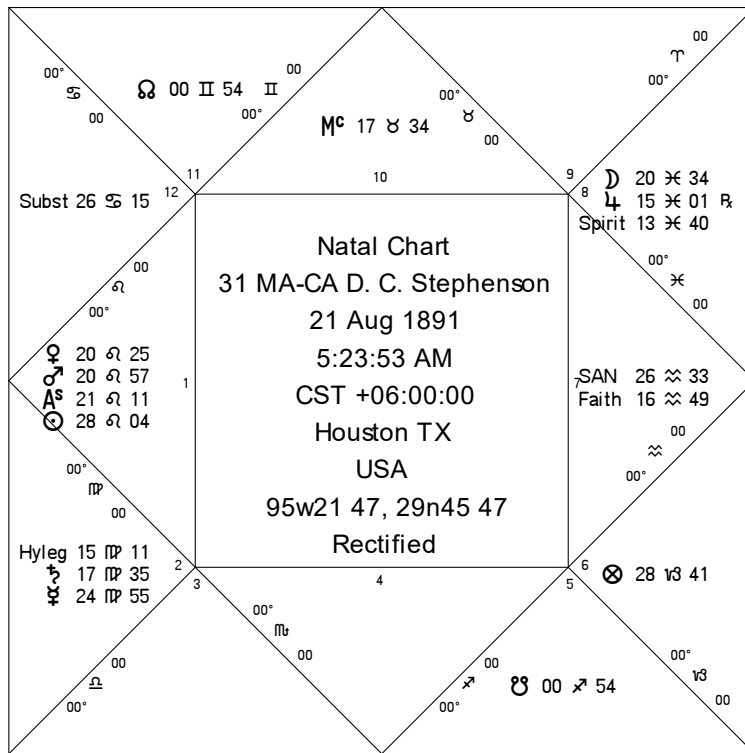 00
00
00
00° ♋ 00
☊ 00 ♊ 54 ♊
00°
Mc 17 ♉ 34
00° ♉ 00
♈
00°
00
11
12
10
9
8
Subst 26 ♋ 15
☽ 20 ♓ 34
♃ 15 ♓ 01 ℞
Spirit 13 ♓ 40
00
♌
00°
00°
♓
00
Natal Chart
31 MA-CA D. C. Stephenson
21 Aug 1891
5:23:53 AM
CST +06:00:00
Houston TX
USA
95w21 47, 29n45 47
Rectified
♀ 20 ♌ 25
♂ 20 ♌ 57
As 21 ♌ 11
☉ 28 ♌ 04
1
7
SAN 26 ♒ 33
Faith 16 ♒ 49
00°
♍
00
00
♒
00°
Hyleg 15 ♍ 11
♄ 17 ♍ 35
☿ 24 ♍ 55
2
3
4
5
6
⊗ 28 ♑ 41
00
♎
00°
00°
♏
00
00
♐
00°
☋ 00 ♐ 54
00°
♑
00